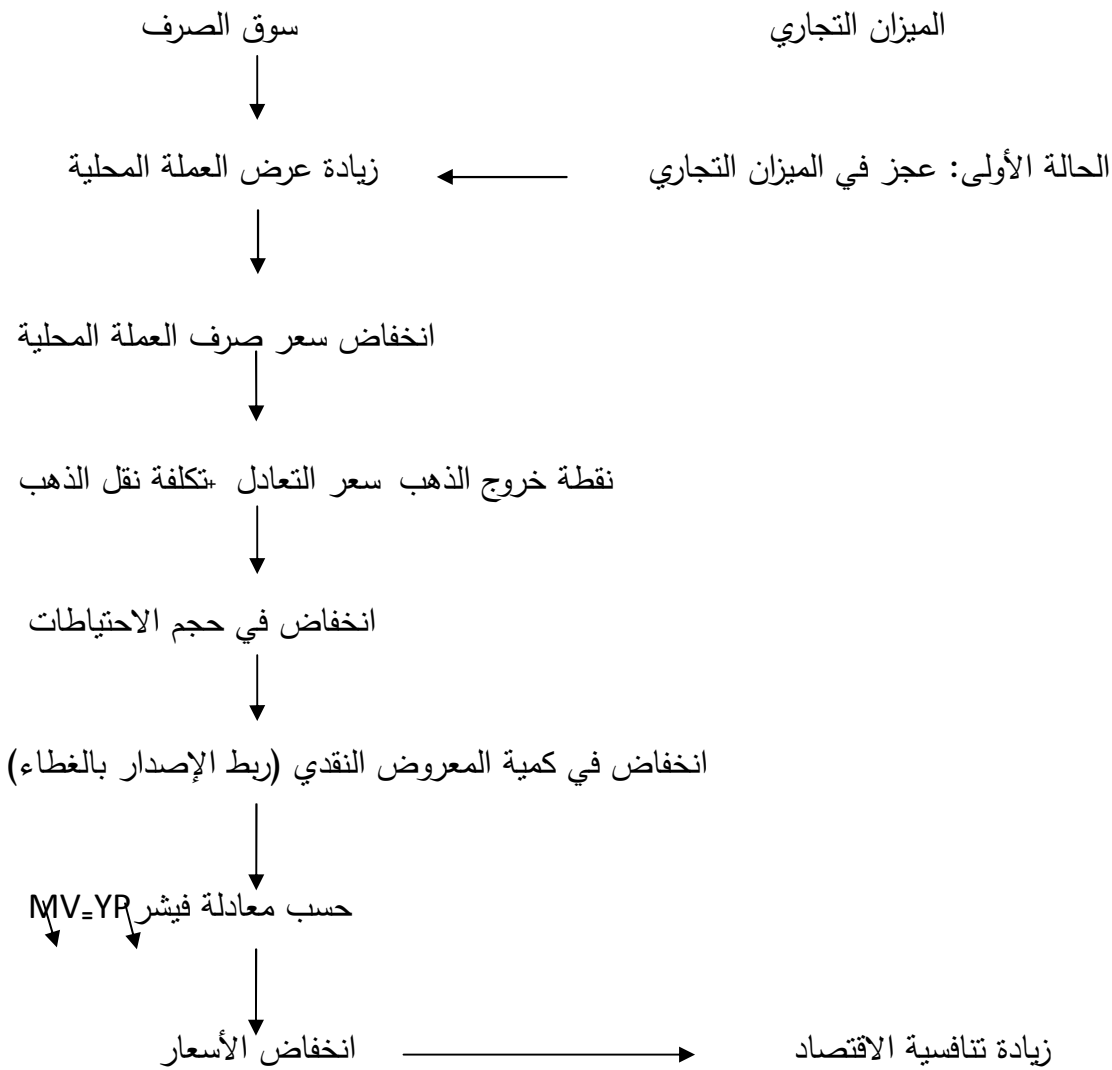 الميزان التجاري سوق الصرف
الحالة الأولى: عجز في الميزان التجاري زيادة عرض العملة المحلية
انخفاض سعر صرف العملة المحلية
نقطة خروج الذهب سعر التعادل +تكلفة نقل الذهب
انخفاض في حجم الاحتياطات
انخفاض في كمية المعروض النقدي (ربط الإصدار بالغطاء)
حسب معادلة فيشر MV=YP
انخفاض الأسعار زيادة تنافسية الاقتصاد